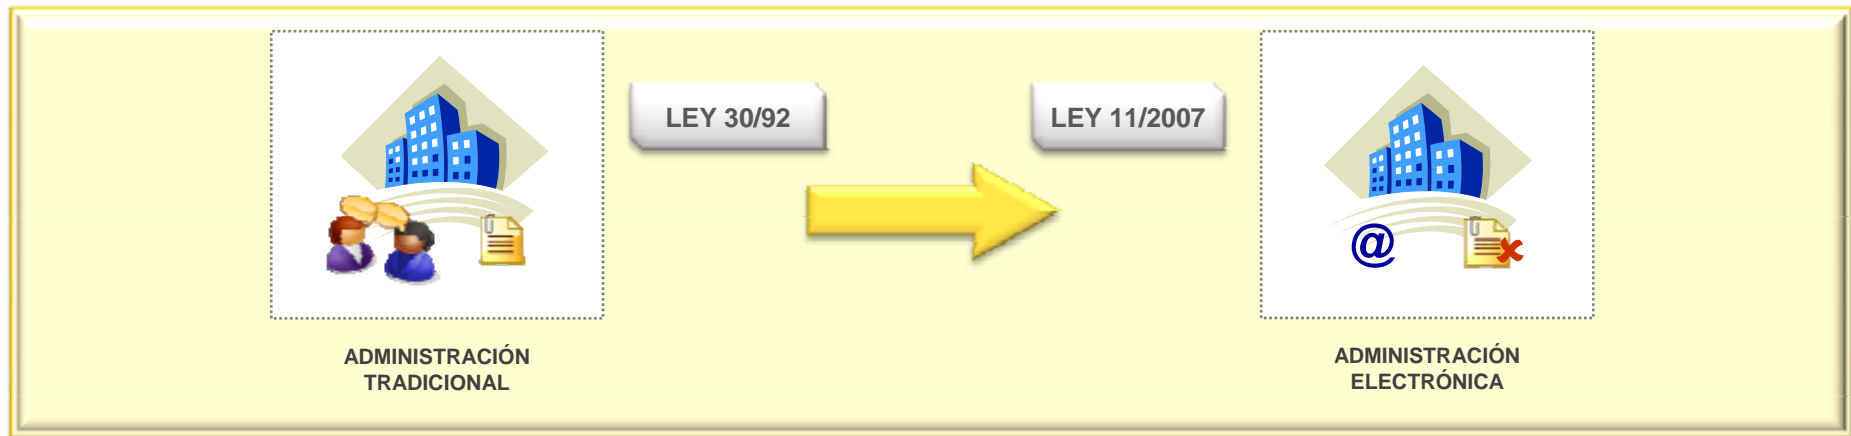 LEY 30/92
LEY 11/2007
@
ADMINISTRACIÓN
TRADICIONAL
ADMINISTRACIÓN
ELECTRÓNICA